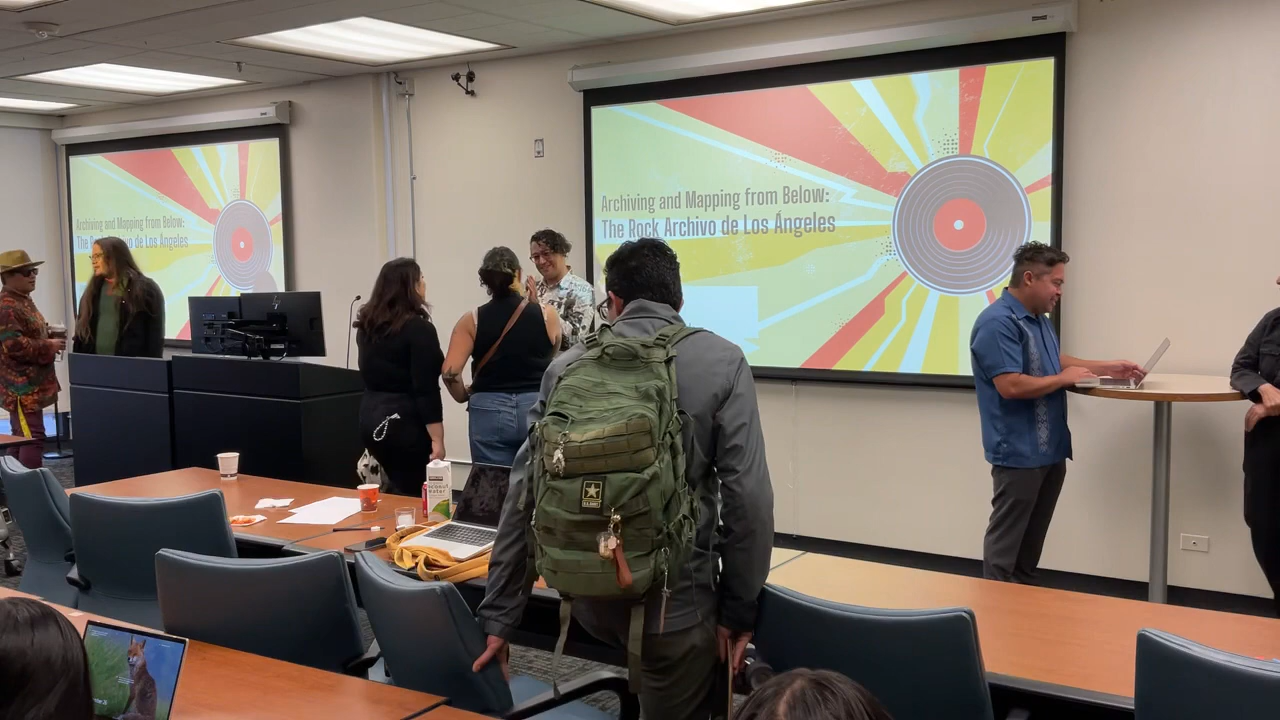 Archiving and Mapping from Below:
The Rock Archivo de Los Ángeles
Archiving and Mapping from Below:
The Rock Archivo de Los Ángeles
U.S. ARMY